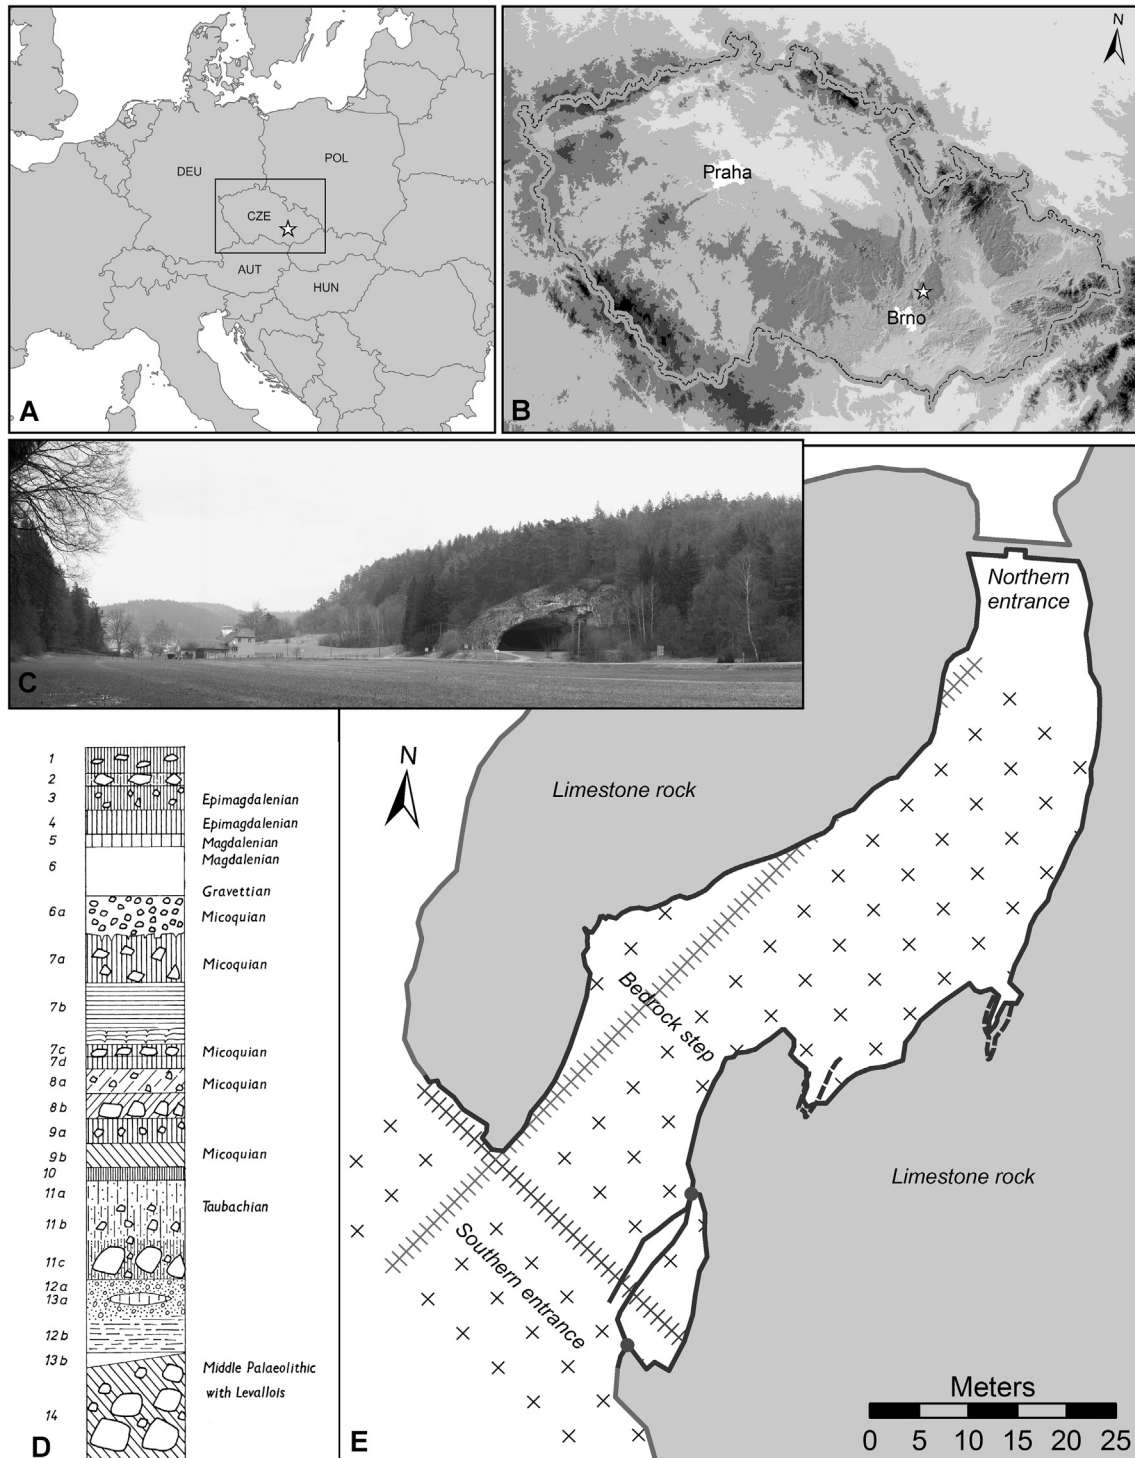 DEU
POL
CZE
AUT
HUN
A
N
Praha
Brno
B
C
1
2
3 Epimagdalenian
4 Epimagdalenian
5 Magdalenian
6 Magdalenian
Gravettian
6a Micoquian
7a Micoquian
7b
7c Micoquian
7d
8a Micoquian
8b
9a
9b Micoquian
10
11a
Taubachian
11b
11c
12a
13a
12b
13b Middle Palaeolithic
with Levallois
14
D
N
Northern
entrance
Limestone rock
Bedrock step
Limestone rock
Southern entrance
Meters
0 5 10 15 20 25
E